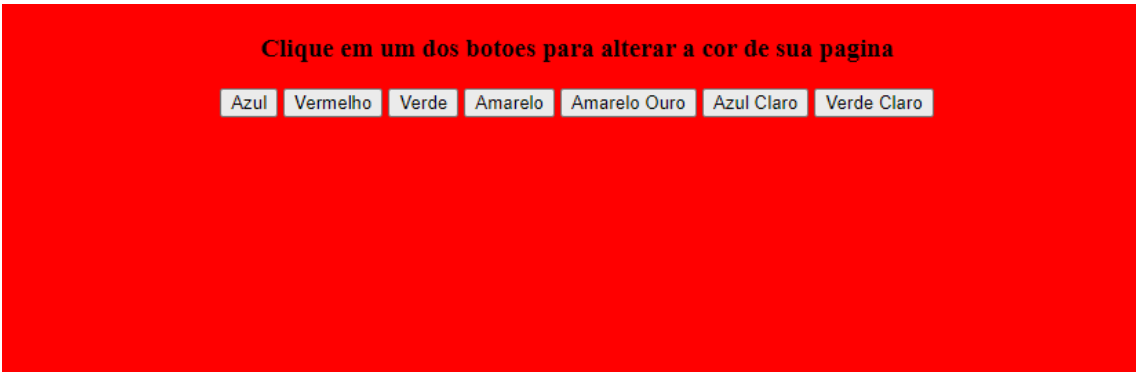 Clique em um dos botoes para alterar a cor de sua pagina
Azul Vermelho Verde Amarelo Amarelo Ouro Azul Claro Verde Claro